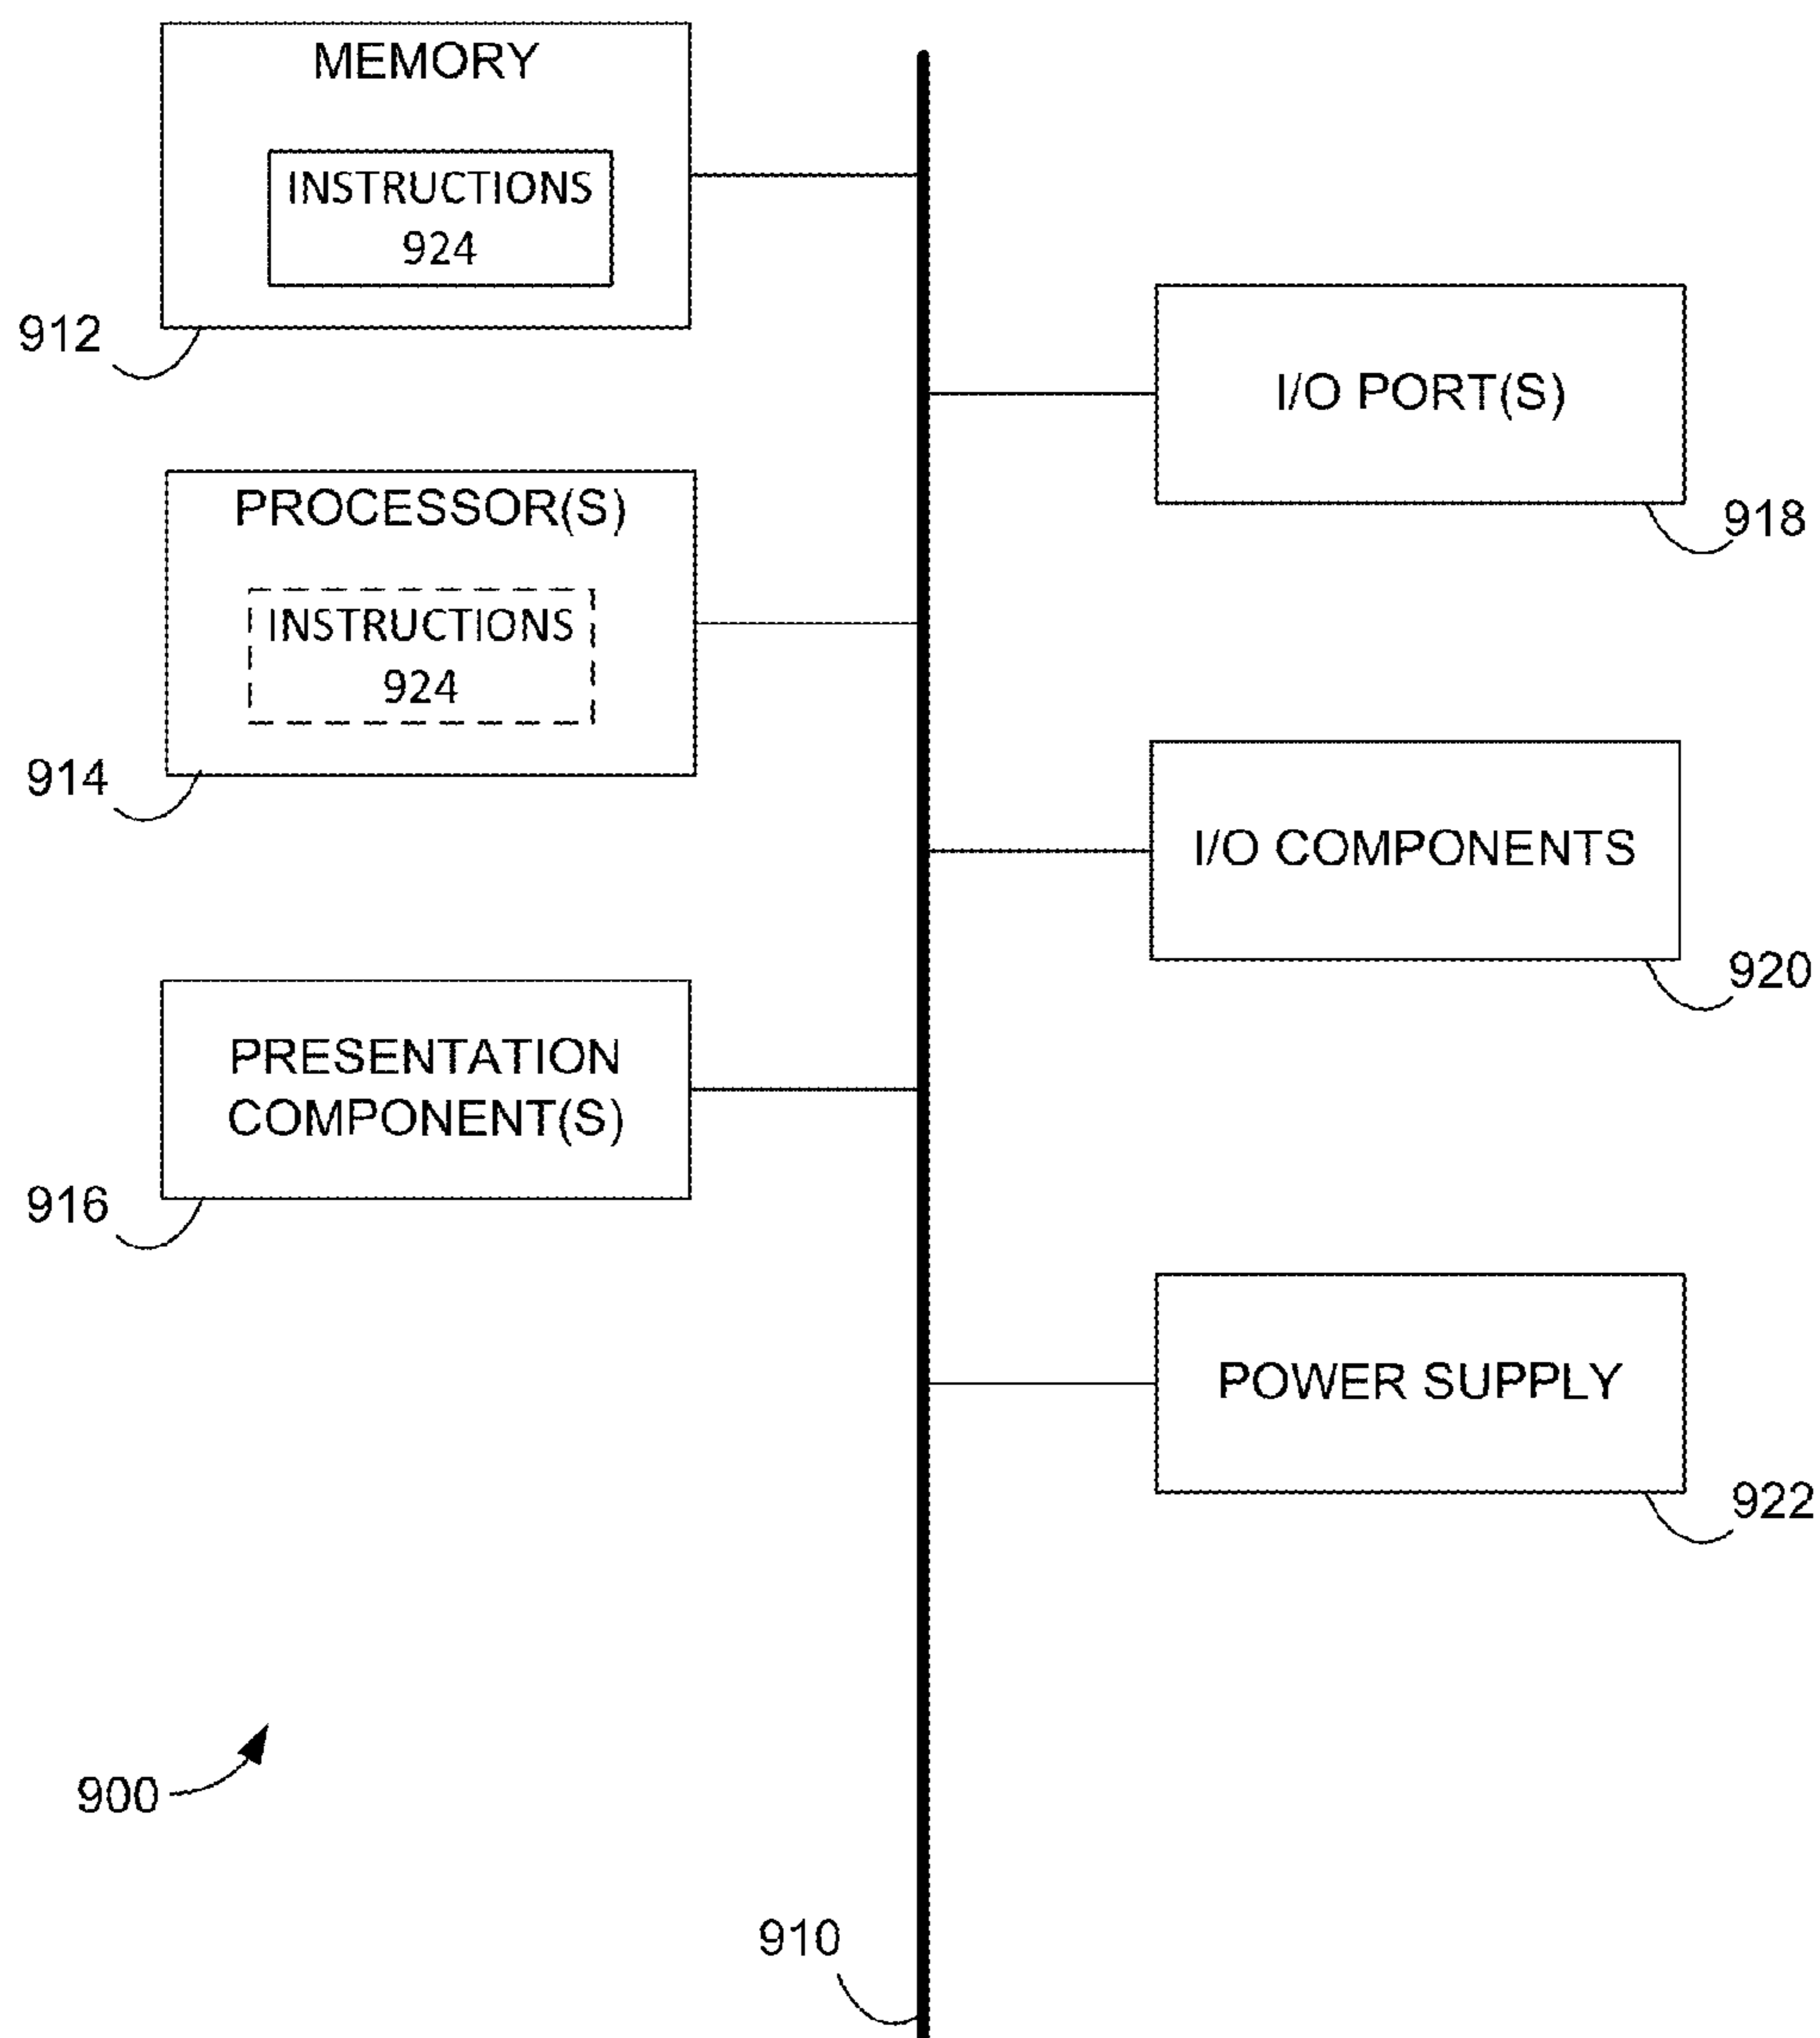 MEMORY
INSTRUCTIONS
924
912
I/O PORT(S)
918
PROCESSOR(S)
INSTRUCTIONS
924
914
I/O COMPONENTS
920
PRESENTATION
COMPONENT(S)
916
POWER SUPPLY
922
900
910